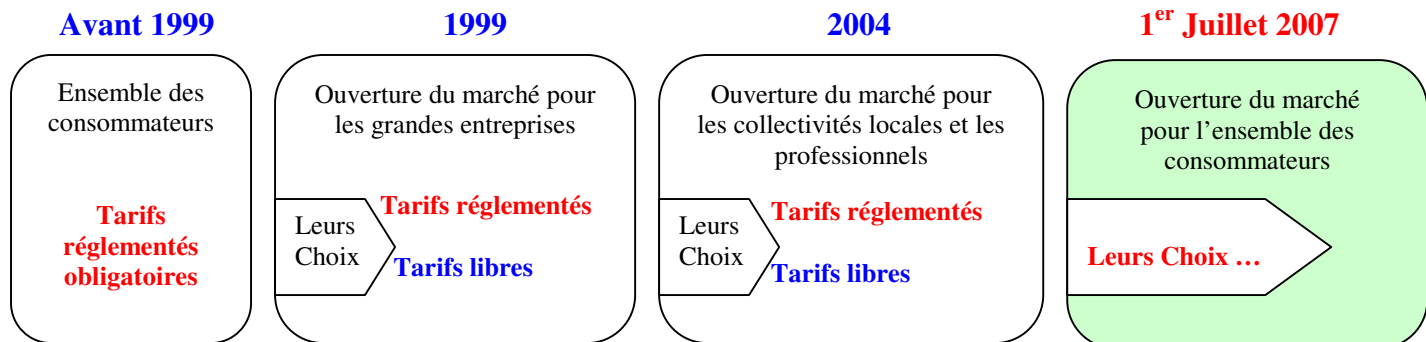 Avant 1999
Ensemble des
consommateurs
Tarifs
réglementés
obligatoires
1999
Ouverture du marché pour
les grandes entreprises
Leurs
Choix
Tarifs réglementés
Tarifs libres
2004
Ouverture du marché pour
les collectivités locales et les
professionnels
Leurs
Choix
Tarifs réglementés
Tarifs libres
1er Juillet 2007
Ouverture du marché
pour l’ensemble des
consommateurs
Leurs Choix …